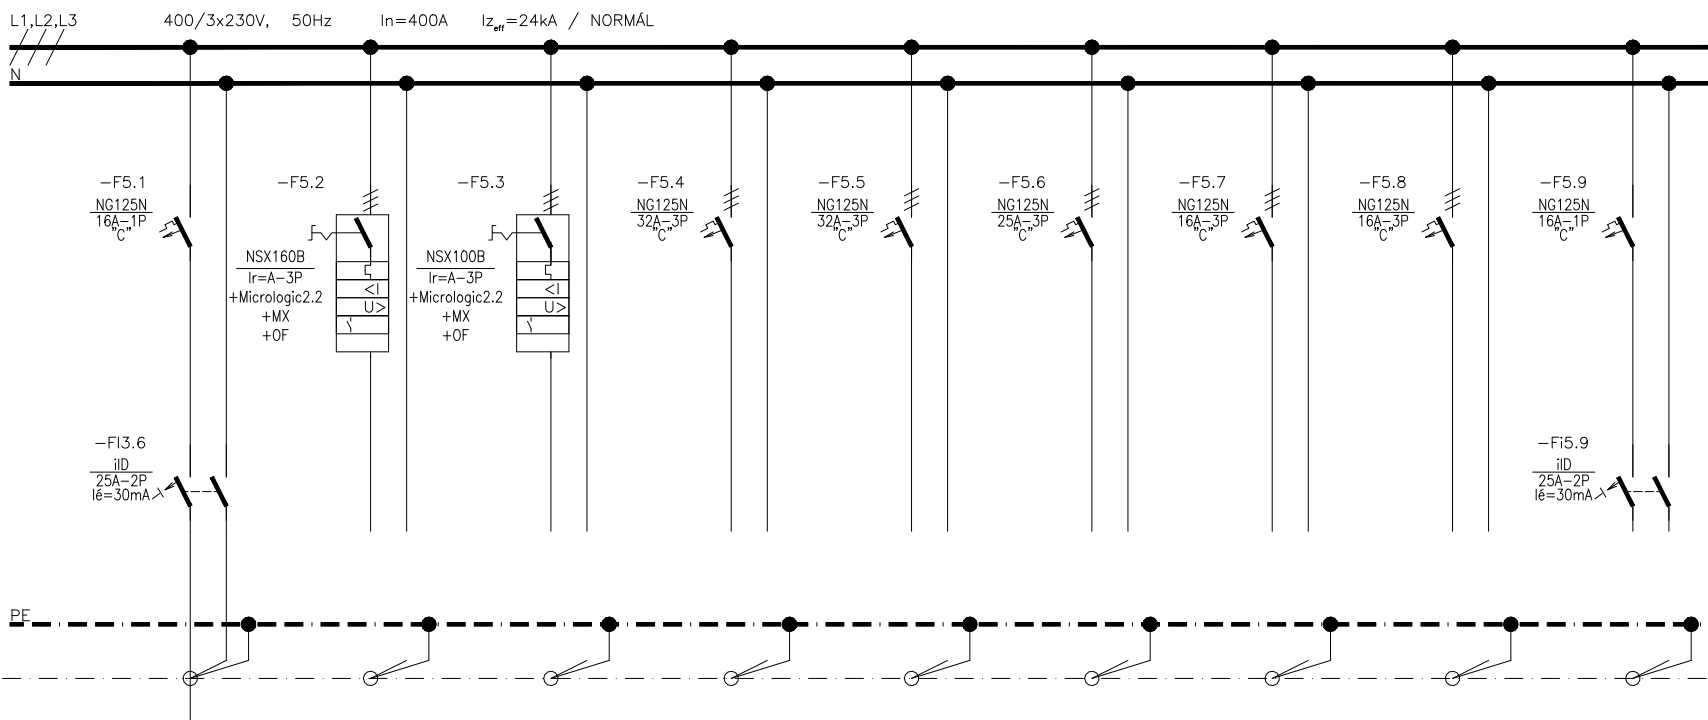 L1,L2,L3 400/3x230V, 50Hz In=400A Iz eff=24kA / NORMÁL
N
-F5.1
NG125N
16A-1P
"C"
-F5.2
NSX160B
Ir=A-3P
+Micrologic2.2
+MX
+OF
<I
U>
-F5.3
NSX100B
Ir=A-3P
+Micrologic2.2
+MX
+OF
<I
U>
-F5.4
NG125N
32A-3P
"C"
-F5.5
NG125N
32A-3P
"C"
-F5.6
NG125N
25A-3P
"C"
-F5.7
NG125N
16A-3P
"C"
-F5.8
NG125N
16A-3P
"C"
-F5.9
NG125N
16A-1P
"C"
-FI3.6
iID
25A-2P
Ié=30mA
-Fi5.9
iID
25A-2P
Ié=30mA
PE